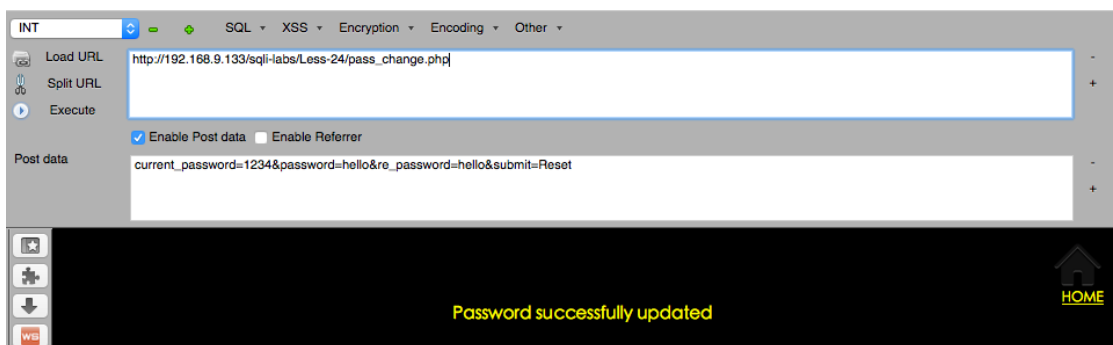 INT SQL XSS Encryption Encoding Other
Load URL http://192.168.9.133/sqli-labs/Less-24/pass_change.php -
Split URL +
Execute
Enable Post data Enable Referrer
Post data current_password=1234&password=hello&re_password=hello&submit=Reset -
+
HOME
Password successfully updated
WS